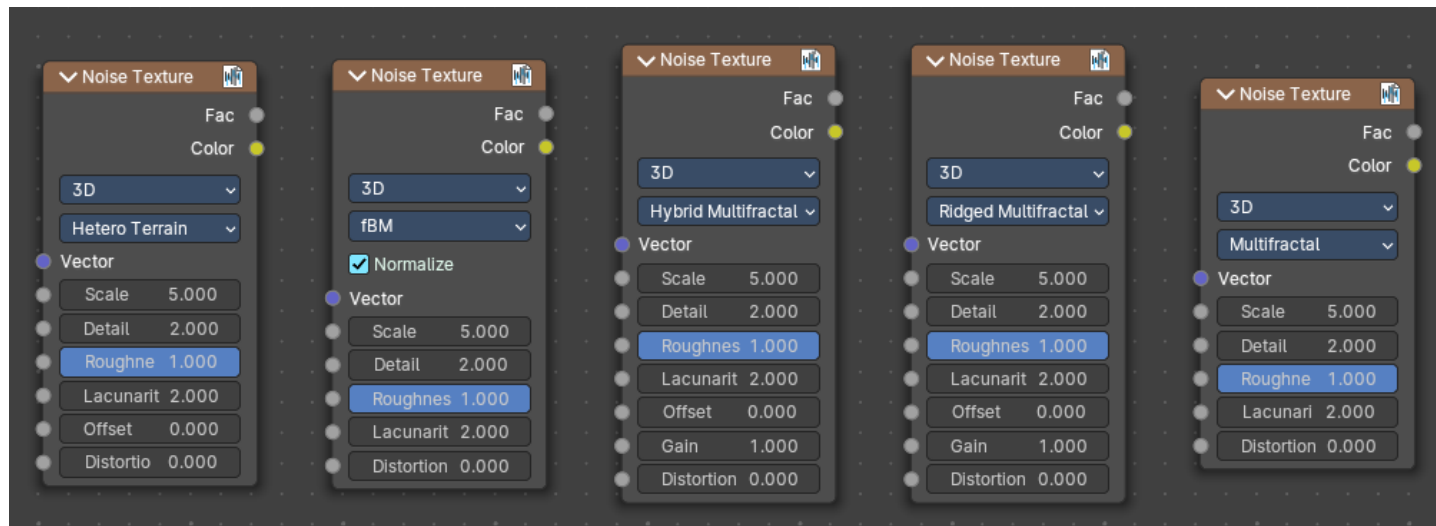 Noise Texture
Fac
Color
3D
Hetero Terrain
Vector
Scale 5.000
Detail 2.000
Roughne 1.000
Lacunarit 2.000
Offset 0.000
Distortio 0.000
Noise Texture
Fac
Color
3D
fBM
Normalize
Vector
Scale 5.000
Detail 2.000
Roughnes 1.000
Lacunarit 2.000
Distortion 0.000
Noise Texture
Fac
Color
3D
Hybrid Multifractal
Vector
Scale 5.000
Detail 2.000
Roughnes 1.000
Lacunarit 2.000
Offset 0.000
Gain 1.000
Distortion 0.000
Noise Texture
Fac
Color
3D
Ridged Multifractal
Vector
Scale 5.000
Detail 2.000
Roughnes 1.000
Lacunarit 2.000
Offset 0.000
Gain 1.000
Distortion 0.000
Noise Texture
Fac
Color
3D
Multifractal
Vector
Scale 5.000
Detail 2.000
Roughne 1.000
Lacunari 2.000
Distortion 0.000